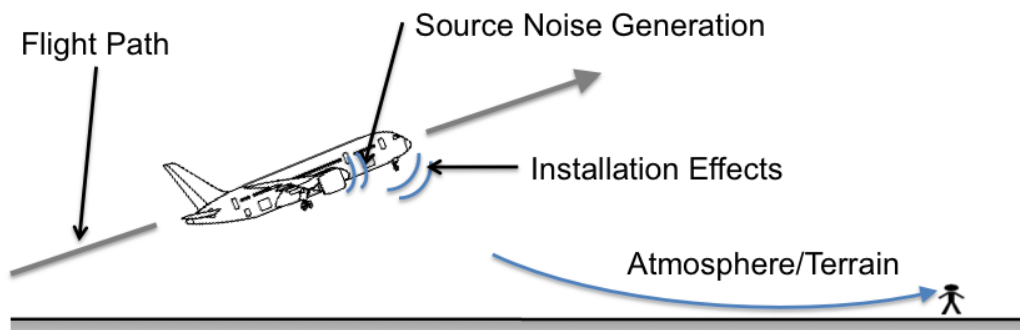 Source Noise Generation
Flight Path
Installation Effects
Atmosphere/Terrain